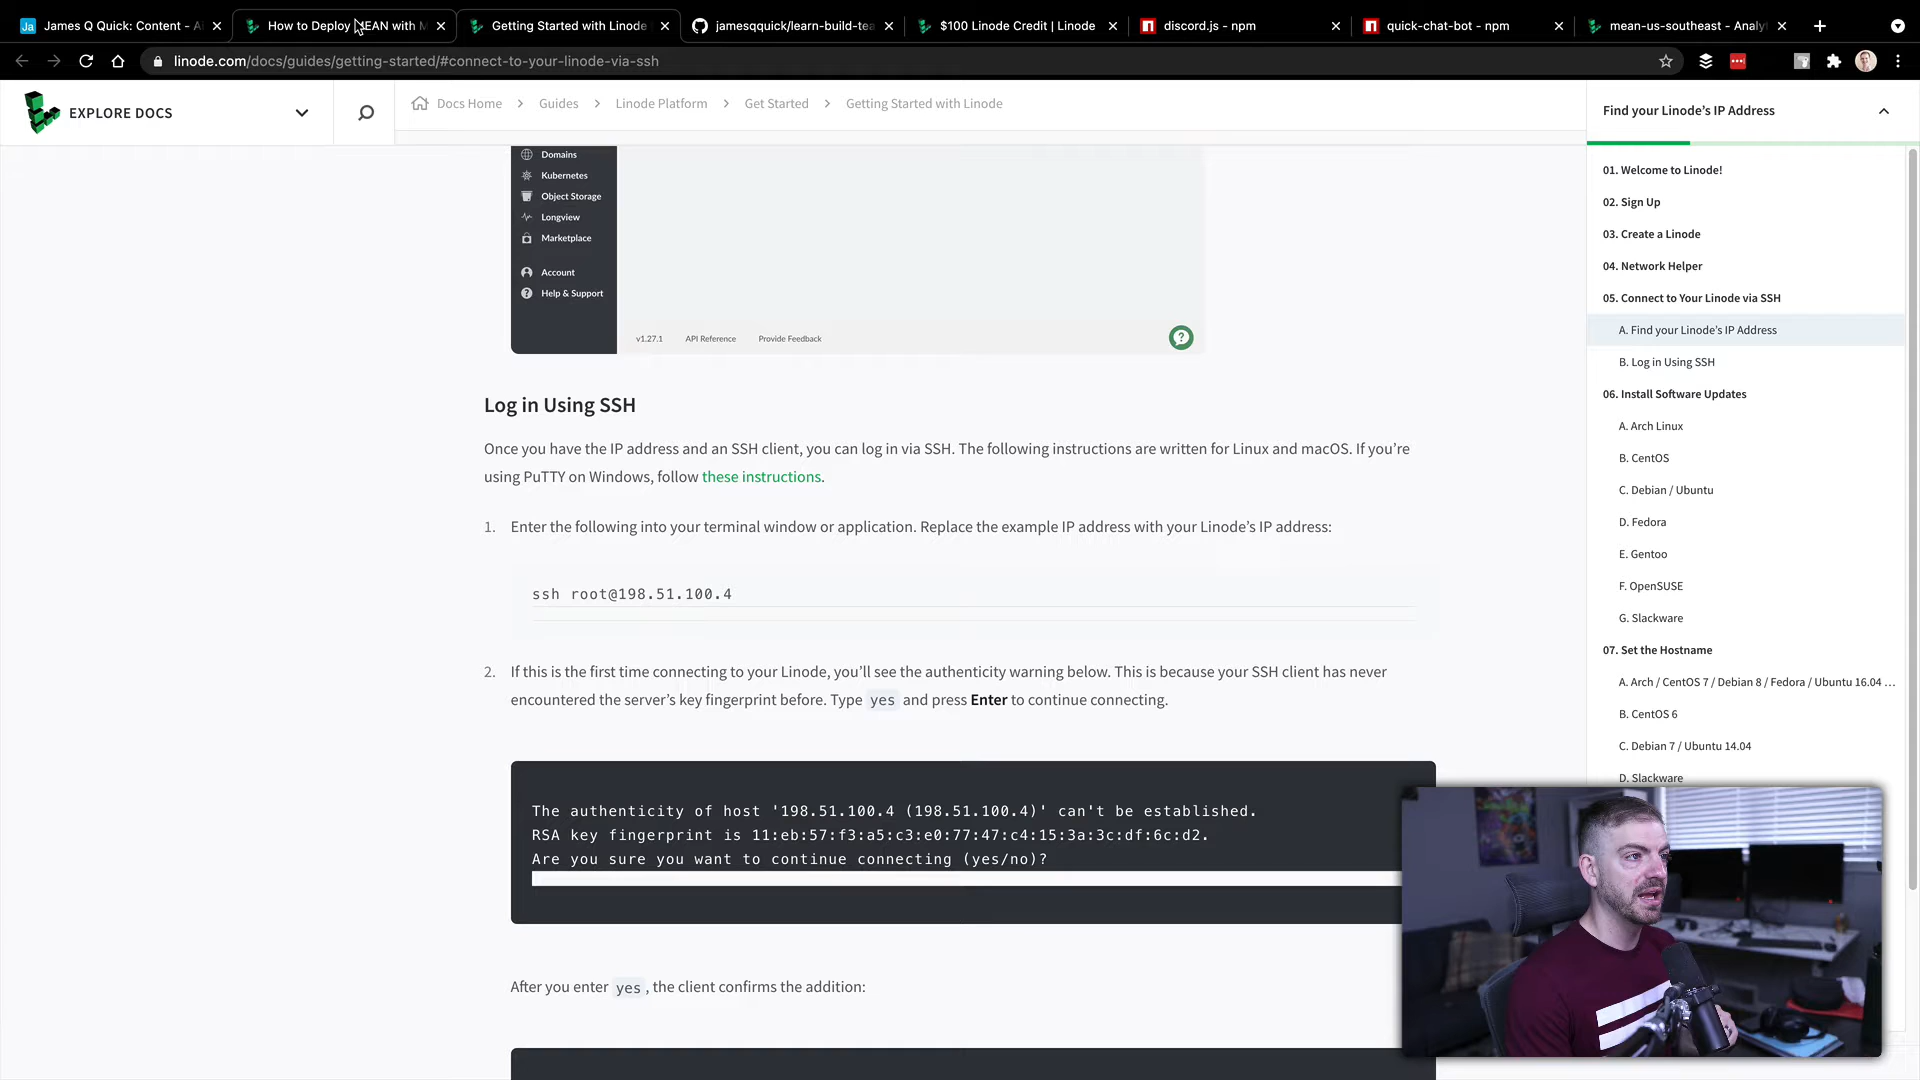 James Q Quick: Content - A
How to Deploy MEAN with M
Getting Started with Linode
jamesqquick/learn-build-tea
$100 Linode Credit | Linode
discord.js - npm
quick-chat-bot - npm
mean-us-southeast - Analyt
linode.com/docs/guides/getting-started/#connect-to-your-linode-via-ssh
EXPLORE DOCS
Docs Home > Guides > Linode Platform > Get Started > Getting Started with Linode
Domains
Kubernetes
Object Storage
Longview
Marketplace
Account
Help & Support
v1.27.1 API Reference Provide Feedback
Log in Using SSH
Once you have the IP address and an SSH client, you can log in via SSH. The following instructions are written for Linux and macOS. If you’re
using PuTTY on Windows, follow these instructions.
1. Enter the following into your terminal window or application. Replace the example IP address with your Linode’s IP address:
ssh root@198.51.100.4
2. If this is the first time connecting to your Linode, you’ll see the authenticity warning below. This is because your SSH client has never
encountered the server’s key fingerprint before. Type yes and press Enter to continue connecting.
The authenticity of host '198.51.100.4 (198.51.100.4)' can't be established.
RSA key fingerprint is 11:eb:57:f3:a5:c3:e0:77:47:c4:15:3a:3c:df:6c:d2.
Are you sure you want to continue connecting (yes/no)?
After you enter yes, the client confirms the addition:
Find your Linode’s IP Address
01. Welcome to Linode!
02. Sign Up
03. Create a Linode
04. Network Helper
05. Connect to Your Linode via SSH
A. Find your Linode’s IP Address
B. Log in Using SSH
06. Install Software Updates
A. Arch Linux
B. CentOS
C. Debian / Ubuntu
D. Fedora
E. Gentoo
F. OpenSUSE
G. Slackware
07. Set the Hostname
A. Arch / CentOS 7 / Debian 8 / Fedora / Ubuntu 16.04 ...
B. CentOS 6
C. Debian 7 / Ubuntu 14.04
D. Slackware